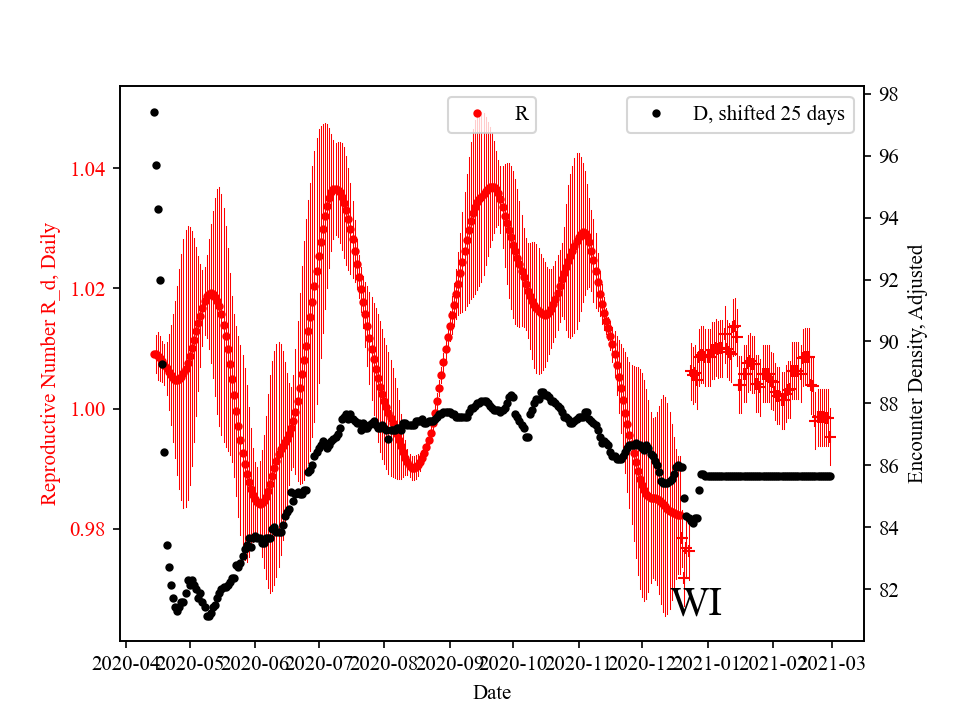 R
D, shifted 25 days
Reproductive Number R_d, Daily
1.04
1.02
1.00
0.98
98
96
94
92
90
88
86
84
82
Encounter Density, Adjusted
WI
2020-04 2020-05 2020-06 2020-07 2020-08 2020-09 2020-10 2020-11 2020-12 2021-01 2021-02 2021-03
Date